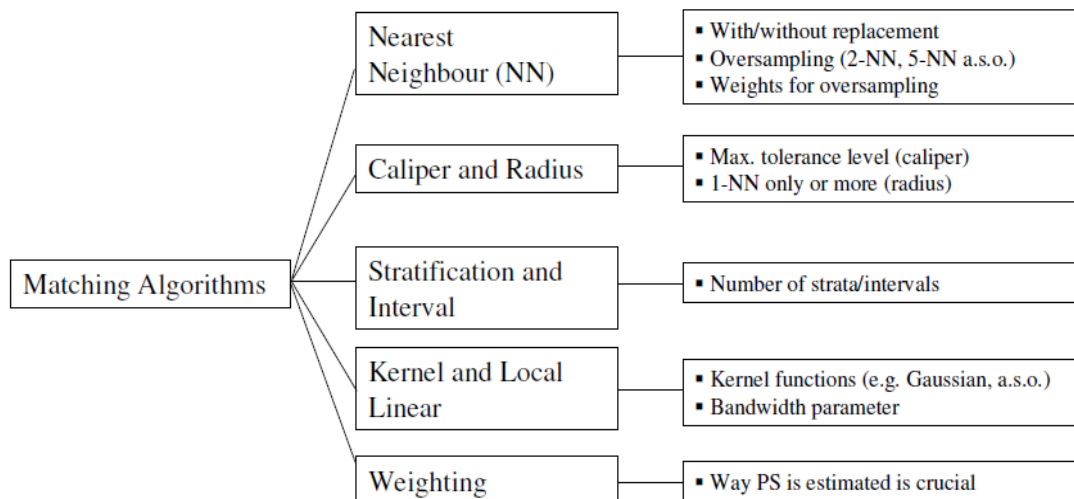 Matching Algorithms
Nearest
Neighbour (NN)
▪ With/without replacement
▪ Oversampling (2-NN, 5-NN a.s.o.)
▪ Weights for oversampling
Caliper and Radius
▪ Max. tolerance level (caliper)
▪ 1-NN only or more (radius)
Stratification and
Interval
▪ Number of strata/intervals
Kernel and Local
Linear
▪ Kernel functions (e.g. Gaussian, a.s.o.)
▪ Bandwidth parameter
Weighting
▪ Way PS is estimated is crucial